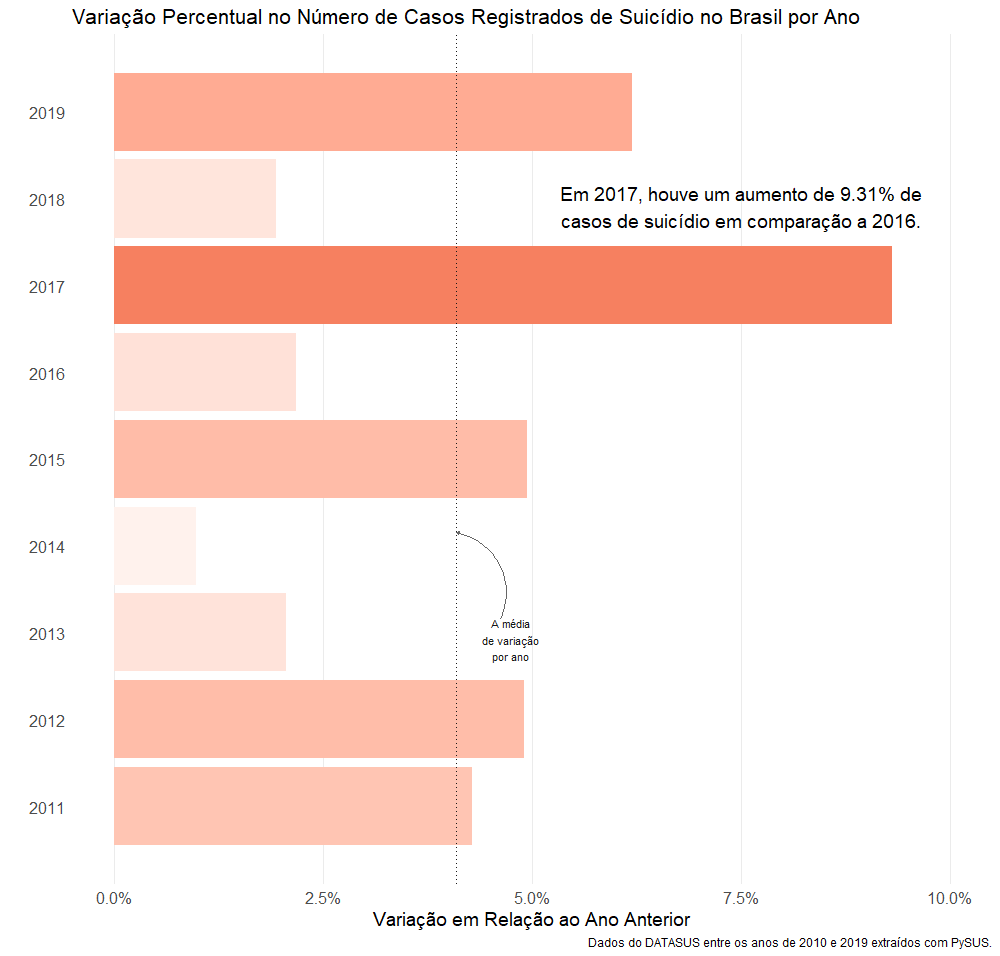 Variação Percentual no Número de Casos Registrados de Suicídio no Brasil por Ano
2019
2018
Em 2017, houve um aumento de 9.31% de
casos de suicídio em comparação a 2016.
2017
2016
2015
2014
2013
A média
de variação
por ano
2012
2011
0.0% 2.5% 5.0% 7.5% 10.0%
Variação em Relação ao Ano Anterior
Dados do DATASUS entre os anos de 2010 e 2019 extraídos com PySUS.